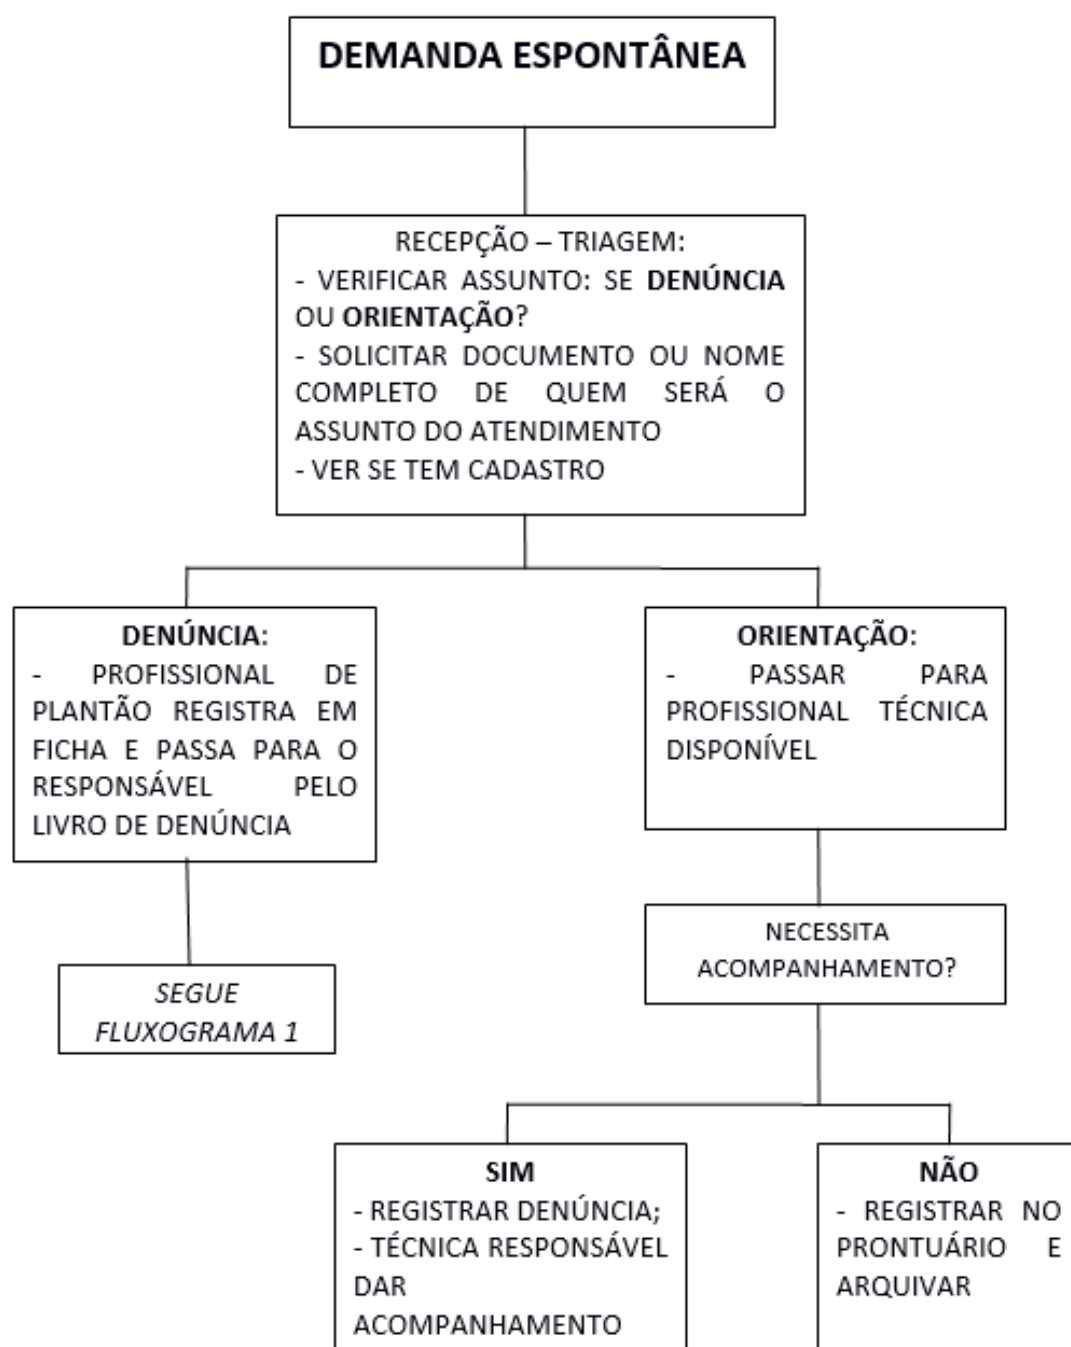 DEMANDA ESPONTÂNEA
RECEPÇÃO – TRIAGEM:
- VERIFICAR ASSUNTO: SE DENÚNCIA
OU ORIENTAÇÃO?
- SOLICITAR DOCUMENTO OU NOME
COMPLETO DE QUEM SERÁ O
ASSUNTO DO ATENDIMENTO
- VER SE TEM CADASTRO
DENÚNCIA:
- PROFISSIONAL DE
PLANTÃO REGISTRA EM
FICHA E PASSA PARA O
RESPONSÁVEL PELO
LIVRO DE DENÚNCIA
SEGUE
FLUXOGRAMA 1
ORIENTAÇÃO:
- PASSAR PARA
PROFISSIONAL TÉCNICA
DISPONÍVEL
NECESSITA
ACOMPANHAMENTO?
SIM
- REGISTRAR DENÚNCIA;
- TÉCNICA RESPONSÁVEL
DAR
ACOMPANHAMENTO
NÃO
- REGISTRAR NO
PRONTUÁRIO E
ARQUIVAR